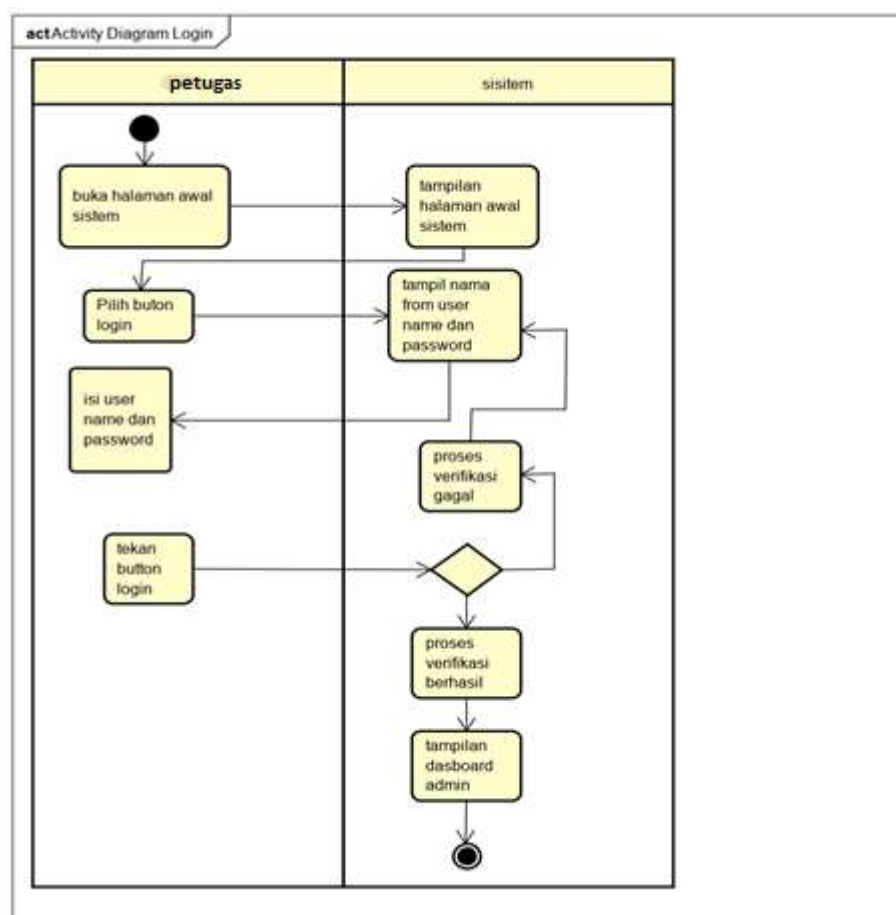 actActivity Diagram Login
petugas
sisitem
buka halaman awal
sistem
tampilan
halaman awal
sistem
Pilih buton
login
tampil nama
from user
name dan
password
isi user
name dan
password
proses
verifikasi
gagal
tekan
button
login
proses
verifikasi
berhasil
tampilan
dasboard
admin